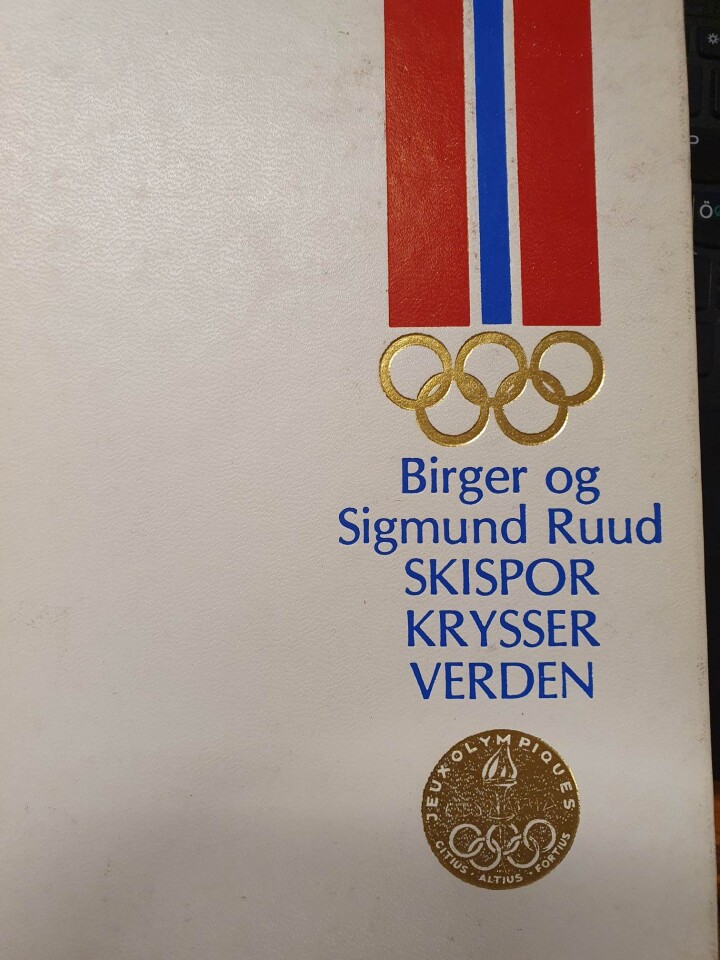 Birger og
Sigmund Ruud
SKISPOR
KRYSSER
VERDEN
JEUX OLYMPIQUES
CITIUS · ALTIUS · FORTIUS
P
Ö